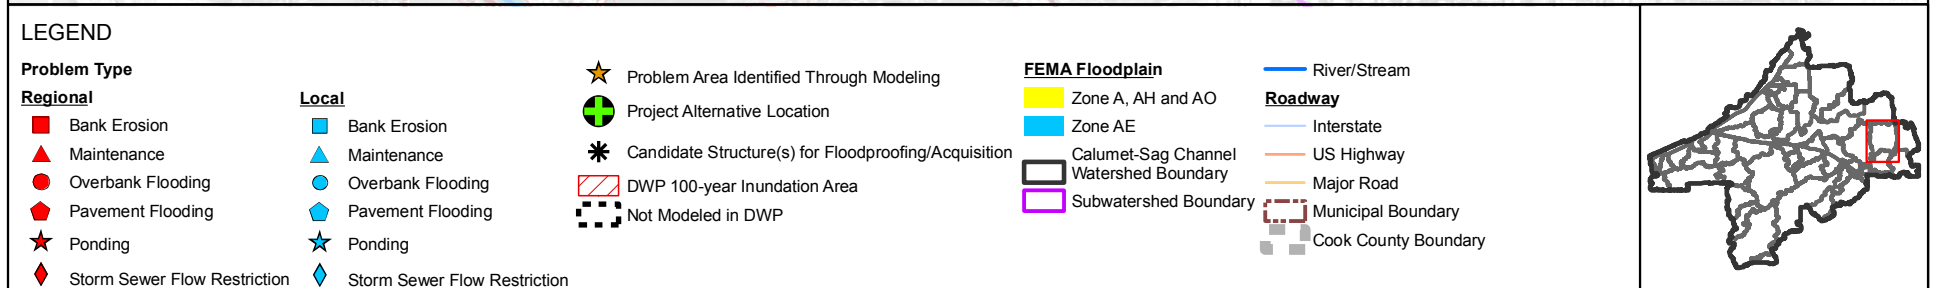 LEGEND
Problem Type
Regional
Bank Erosion
Maintenance
Overbank Flooding
Pavement Flooding
Ponding
Storm Sewer Flow Restriction
Local
Bank Erosion
Maintenance
Overbank Flooding
Pavement Flooding
Ponding
Storm Sewer Flow Restriction
Problem Area Identified Through Modeling
Project Alternative Location
Candidate Structure(s) for Floodproofing/Acquisition
DWP 100-year Inundation Area
Not Modeled in DWP
FEMA Floodplain
Zone A, AH and AO
Zone AE
Calumet-Sag Channel
Watershed Boundary
Subwatershed Boundary
River/Stream
Roadway
Interstate
US Highway
Major Road
Municipal Boundary
Cook County Boundary